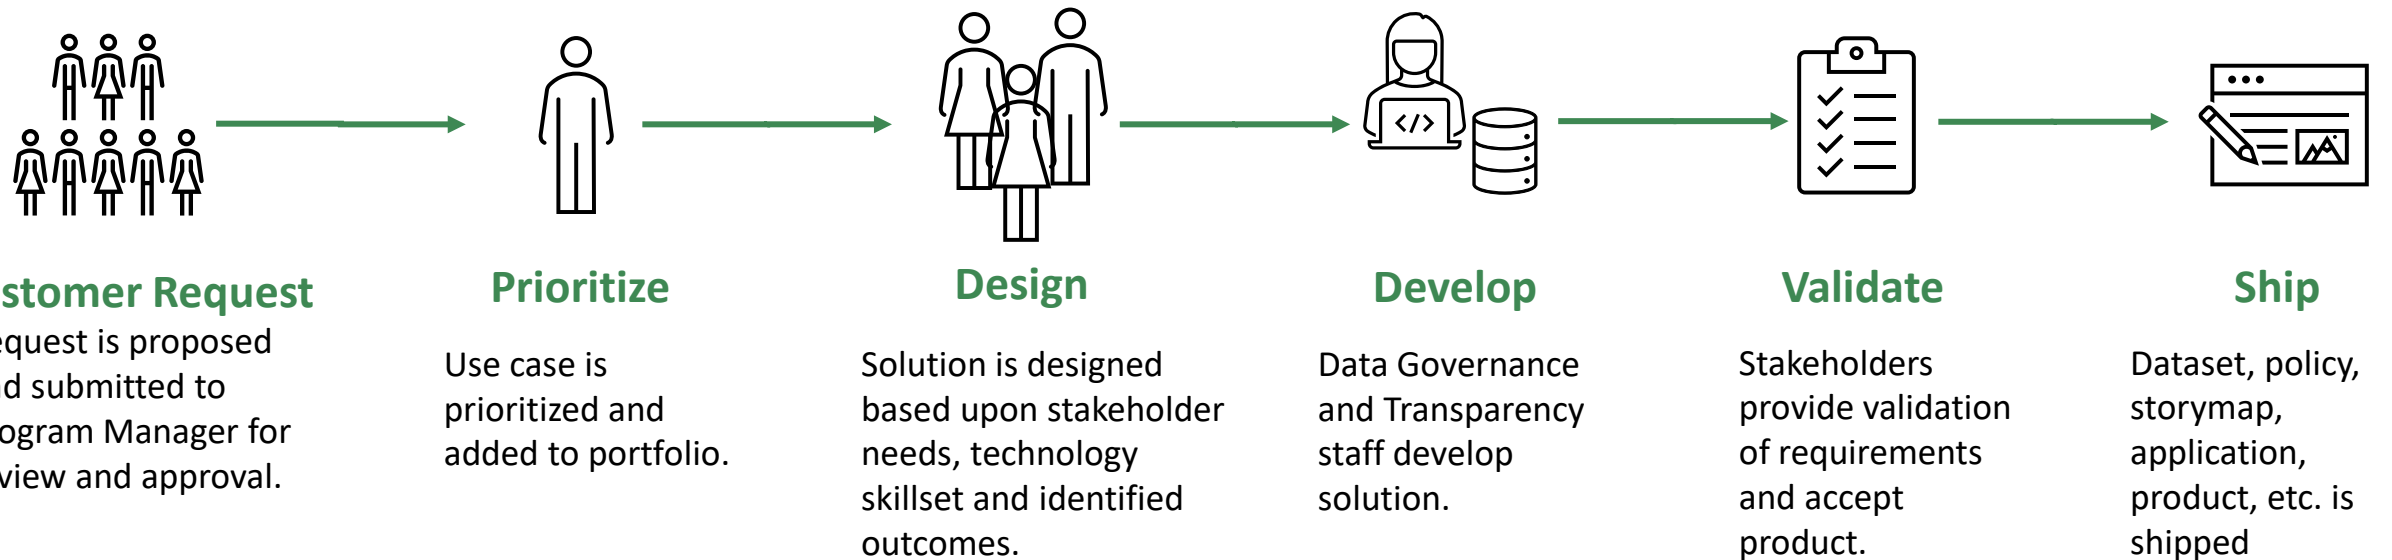 stomer Request
equest is proposed
d submitted to
ogram Manager for
view and approval.
Prioritize
Use case is
prioritized and
added to portfolio.
Design
Solution is designed
based upon stakeholder
needs, technology
skillset and identified
outcomes.
Develop
</>
Data Governance
and Transparency
staff develop
solution.
Validate
Stakeholders
provide validation
of requirements
and accept
product.
Ship
Dataset, policy,
storymap,
application,
product, etc. is
shipped